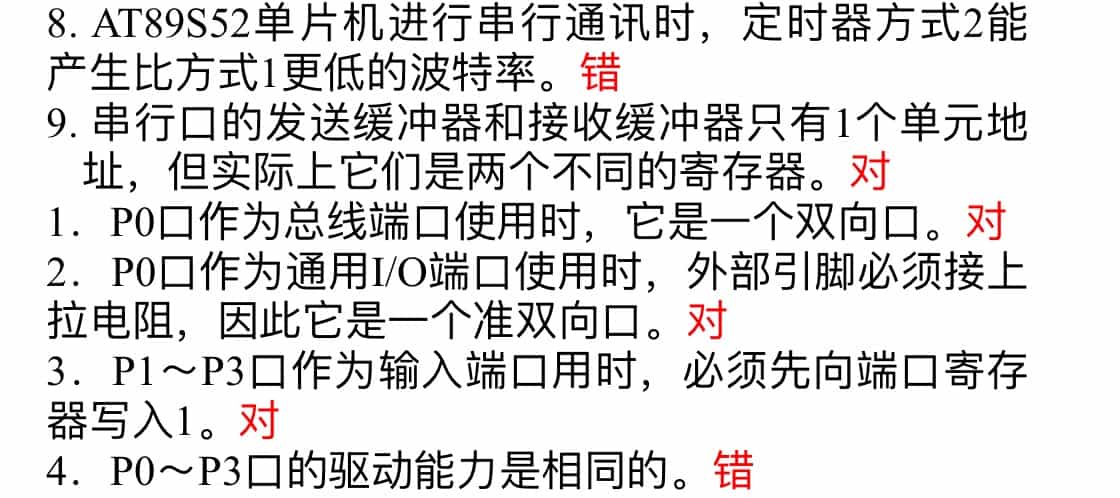 8. AT89S52单片机进行串行通讯时，定时器方式2能
产生比方式1更低的波特率。错
9. 串行口的发送缓冲器和接收缓冲器只有1个单元地
址，但实际上它们是两个不同的寄存器。对
1．P0口作为总线端口使用时，它是一个双向口。对
2．P0口作为通用I/O端口使用时，外部引脚必须接上
拉电阻，因此它是一个准双向口。对
3．P1～P3口作为输入端口用时，必须先向端口寄存
器写入1。对
4．P0～P3口的驱动能力是相同的。错